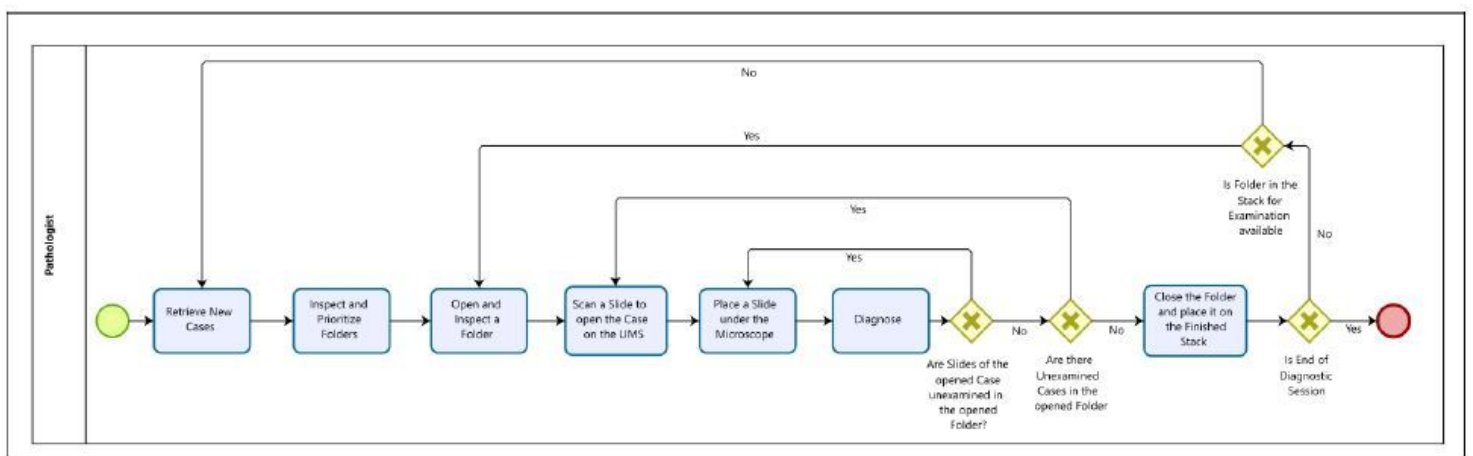 No
Yes
Is Folder in the
Stack for
Examination
available
Yes
No
Yes
Pathologist
Retrieve New
Cases
Inspect and
Prioritize
Folders
Open and
Inspect a
Folder
Scan a Slide to
open the Case
on the UMS
Place a Slide
under the
Microscope
Diagnose
No
No
Close the Folder
and place it on
the Finished
Stack
Yes
Are Slides of the
opened Case
unexamined in
the opened
Folder?
Are there
Unexamined
Cases in the
opened Folder
Is End of
Diagnostic
Session